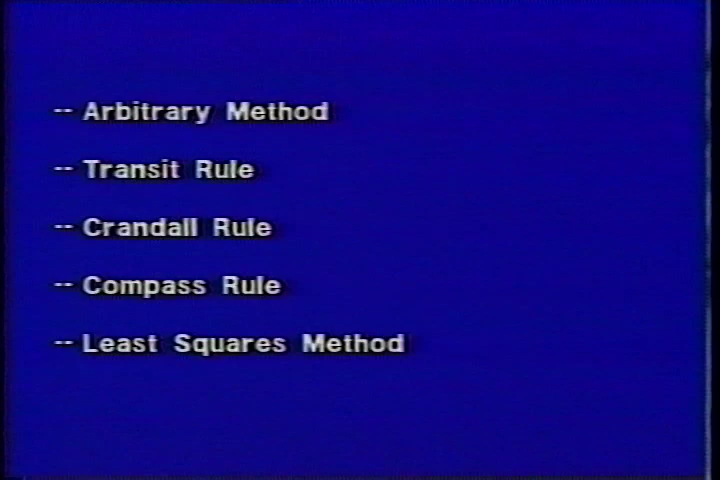 -- Arbitrary Method
-- Transit Rule
-- Crandall Rule
-- Compass Rule
-- Least Squares Method